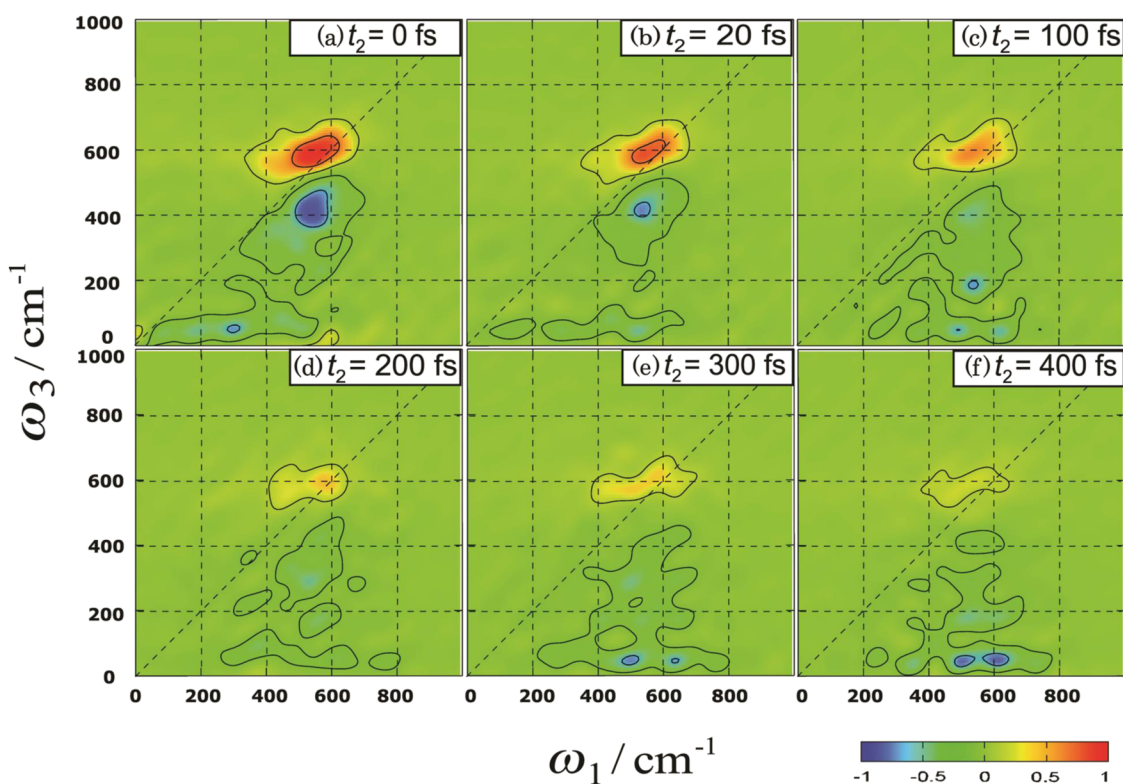 1000
(a) t₂ = 0 fs
(b) t₂ = 20 fs
(c) t₂ = 100 fs
800
600
400
200
0
ω₃ / cm⁻¹
1000
(d) t₂ = 200 fs
(e) t₂ = 300 fs
(f) t₂ = 400 fs
800
600
400
200
0
0 200 400 600 800
0 200 400 600 800
0 200 400 600 800
ω₁ / cm⁻¹
-1 -0.5 0 0.5 1